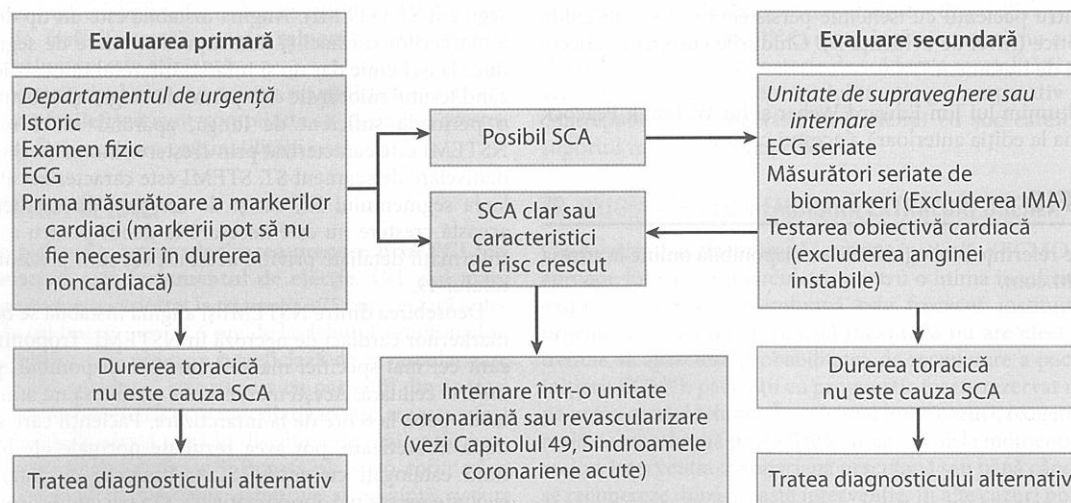 Evaluarea primară
Departamentul de urgență
Istoric
Examen fizic
ECG
Prima măsurătoare a markerilor
cardiaci (markerii pot să nu
fie necesari în durerea
noncardiacă)
Durerea toracică
nu este cauza SCA
Tratea diagnosticului alternativ
Posibil SCA
SCA clar sau
caracteristici
de risc crescut
Internare într-o unitate
coronariană sau revascularizare
(vezi Capitolul 49, Sindroamele
coronariene acute)
Evaluare secundară
Unitate de supraveghere sau
internare
ECG seriate
Măsurători seriate de
biomarkeri (Excluderea IMA)
Testarea obiectivă cardiacă
(excluderea anginei
instabile)
Durerea toracică
nu este cauza SCA
Tratea diagnosticului alternativ